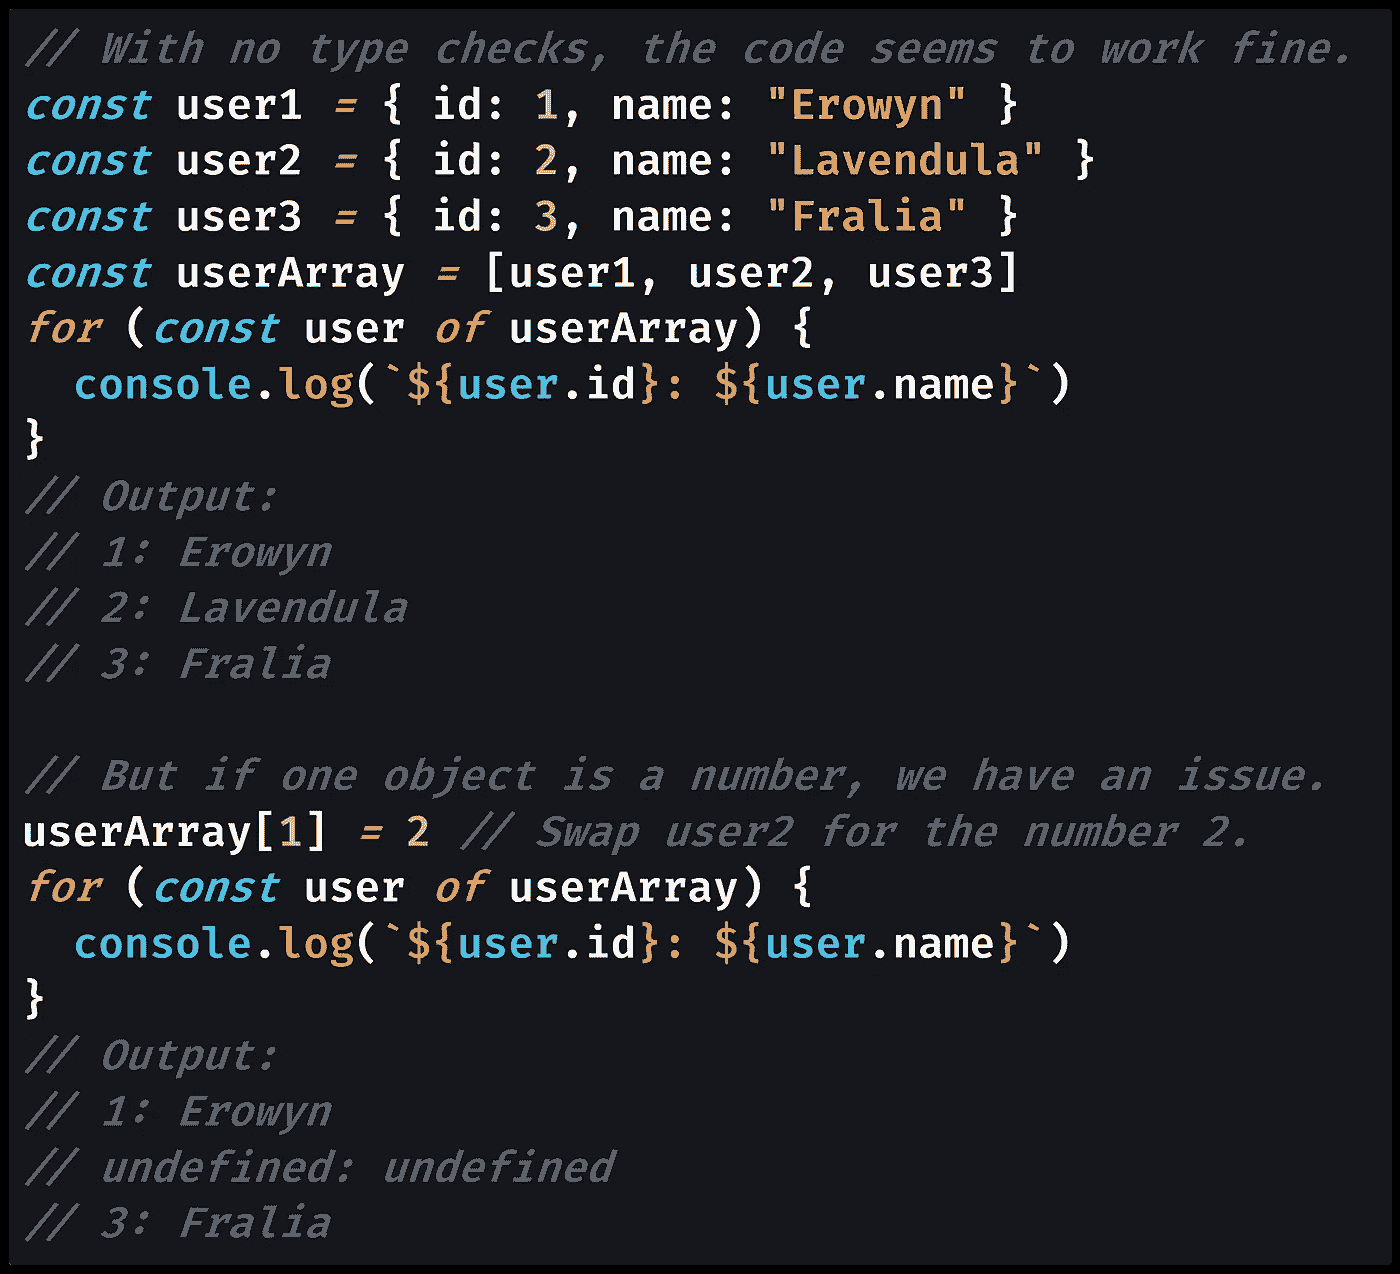 // With no type checks, the code seems to work fine.
const user1 = { id: 1, name: "Erowyn" }
const user2 = { id: 2, name: "Lavendula" }
const user3 = { id: 3, name: "Fralia" }
const userArray = [user1, user2, user3]
for (const user of userArray) {
  console.log(`${user.id}: ${user.name}`)
}
// Output:
// 1: Erowyn
// 2: Lavendula
// 3: Fralia

// But if one object is a number, we have an issue.
userArray[1] = 2 // Swap user2 for the number 2.
for (const user of userArray) {
  console.log(`${user.id}: ${user.name}`)
}
// Output:
// 1: Erowyn
// undefined: undefined
// 3: Fralia